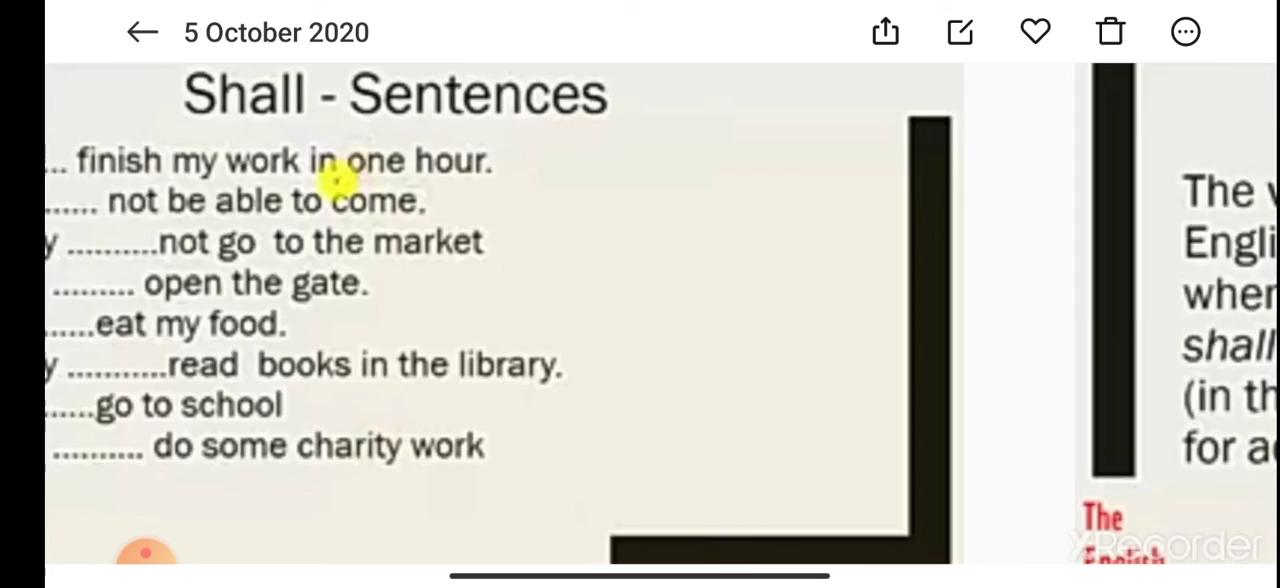 5 October 2020
Shall - Sentences
... finish my work in one hour.
...... not be able to come.
y ..........not go to the market
......... open the gate.
......eat my food.
y ...........read books in the library.
......go to school
.......... do some charity work
The
Engli
when
shall
(in th
for a
The
English
XRecorder